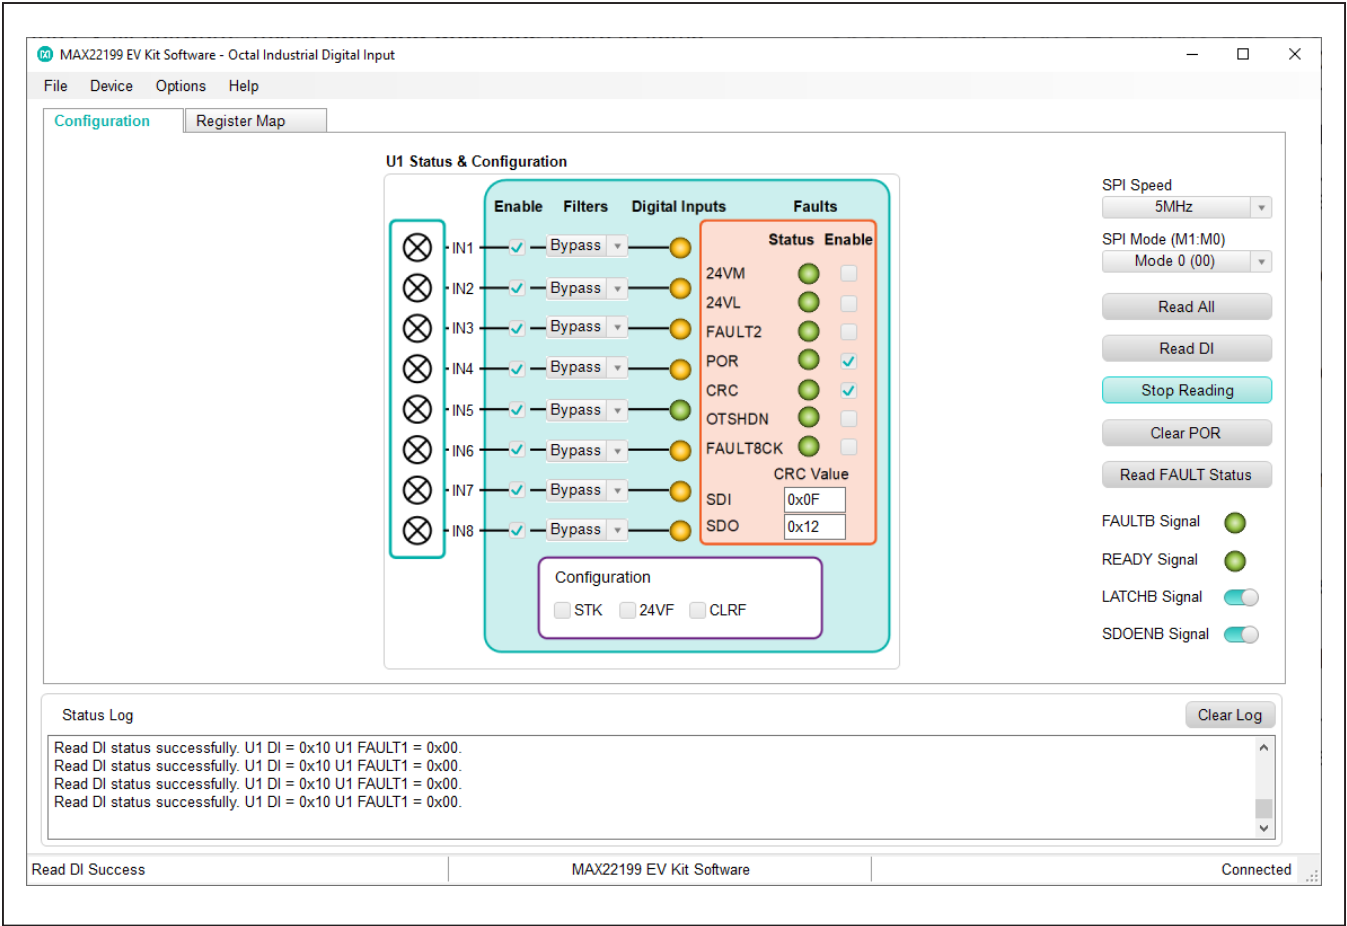 MAX22199 EV Kit Software - Octal Industrial Digital Input
File Device Options Help
Configuration Register Map
U1 Status & Configuration
Enable Filters Digital Inputs Faults
Status Enable
IN1 Bypass
IN2 Bypass
IN3 Bypass
IN4 Bypass
IN5 Bypass
IN6 Bypass
IN7 Bypass
IN8 Bypass
24VM
24VL
FAULT2
POR
CRC
OTSHDN
FAULT8CK
CRC Value
SDI 0x0F
SDO 0x12
Configuration
STK 24VF CLRF
SPI Speed
5MHz
SPI Mode (M1:M0)
Mode 0 (00)
Read All
Read DI
Stop Reading
Clear POR
Read FAULT Status
FAULTB Signal
READY Signal
LATCHB Signal
SDOENB Signal
Status Log
Clear Log
Read DI status successfully. U1 DI = 0x10 U1 FAULT1 = 0x00.
Read DI status successfully. U1 DI = 0x10 U1 FAULT1 = 0x00.
Read DI status successfully. U1 DI = 0x10 U1 FAULT1 = 0x00.
Read DI status successfully. U1 DI = 0x10 U1 FAULT1 = 0x00.
Read DI Success
MAX22199 EV Kit Software
Connected